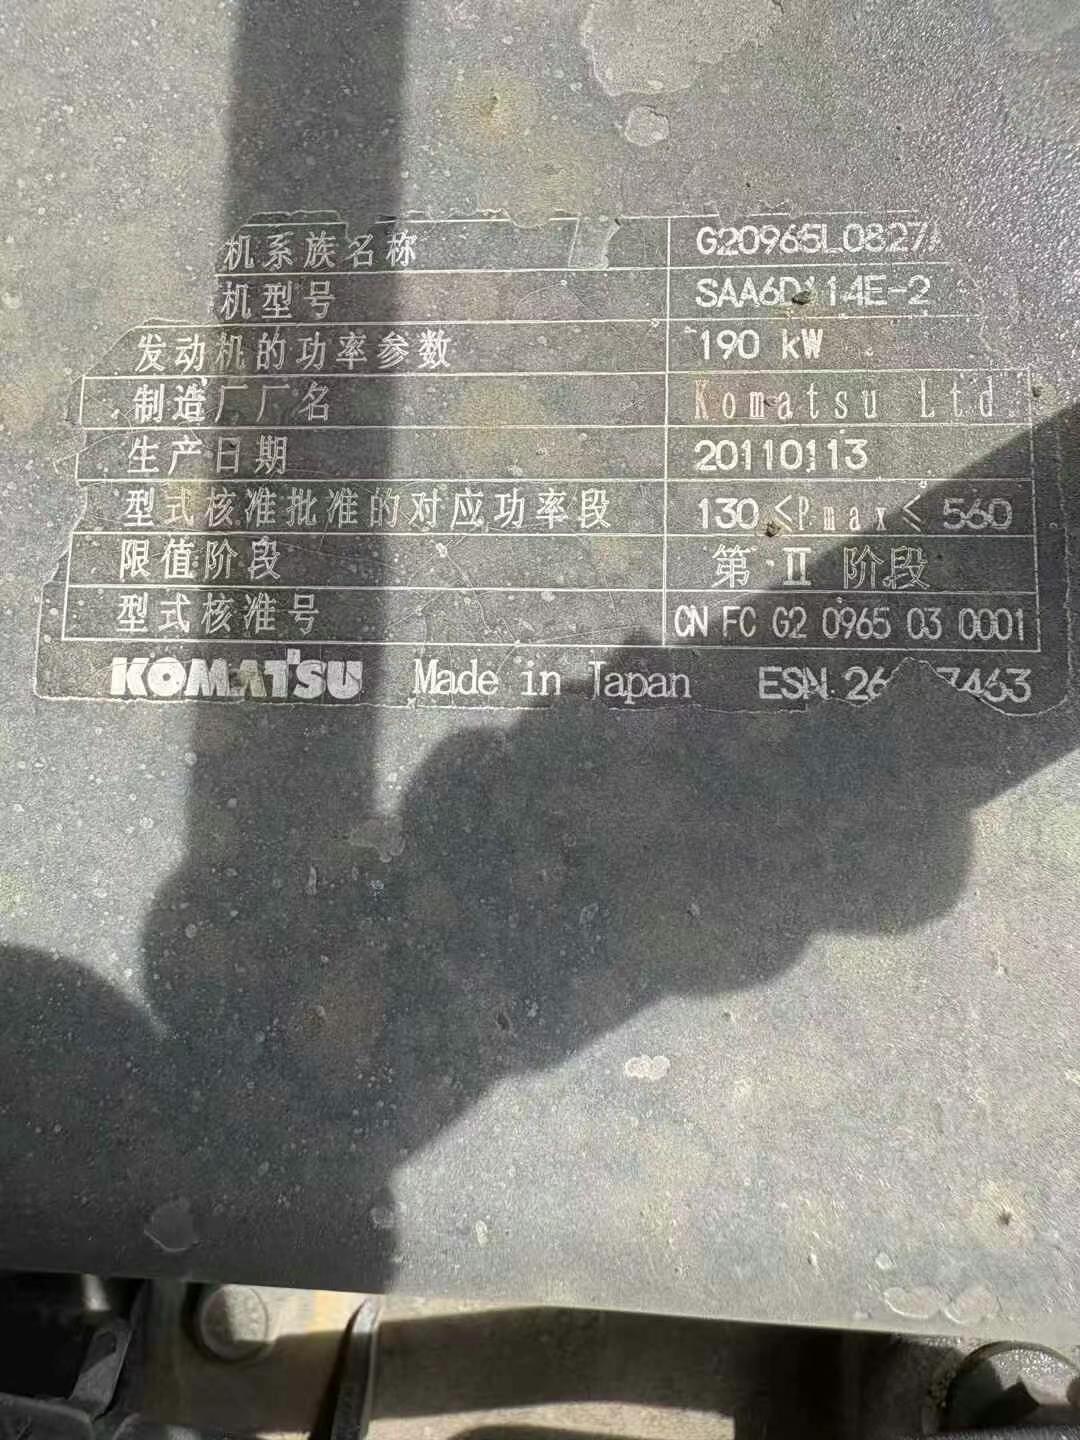 机系族名称 G20965L0827
机型号 SAA6D114E-2
发动机的功率参数 190 kW
制造厂厂名 Komatsu Ltd.
生产日期 20110113
型式核准批准的对应功率段 130≤Pmax≤560
限值阶段 第 II 阶段
型式核准号 CN FC G2 0965 03 0001
KOMATSU Made in Japan ESN